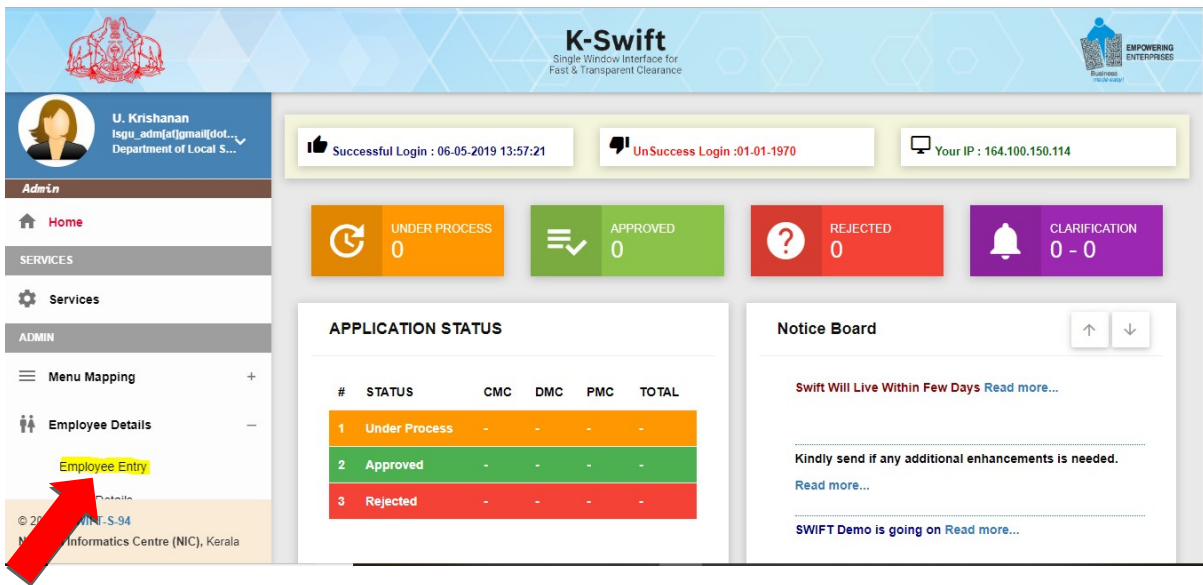 K-Swift
Single Window Interface for
Fast & Transparent Clearance
EMPOWERING
ENTERPRISES
Business
made easy!
U. Krishanan
lsgu_adm[at]gmail[dot...
Department of Local S...
Admin
Home
SERVICES
Services
ADMIN
Menu Mapping +
Employee Details −
Employee Entry
Details
© 20
-S-94
Informatics Centre (NIC), Kerala
Successful Login : 06-05-2019 13:57:21
UnSuccess Login :01-01-1970
Your IP : 164.100.150.114
UNDER PROCESS
0
APPROVED
0
REJECTED
0
CLARIFICATION
0 - 0
APPLICATION STATUS
# STATUS CMC DMC PMC TOTAL
1 Under Process - - - -
2 Approved - - - -
3 Rejected - - - -
Notice Board
Swift Will Live Within Few Days Read more...
Kindly send if any additional enhancements is needed.
Read more...
SWIFT Demo is going on Read more...